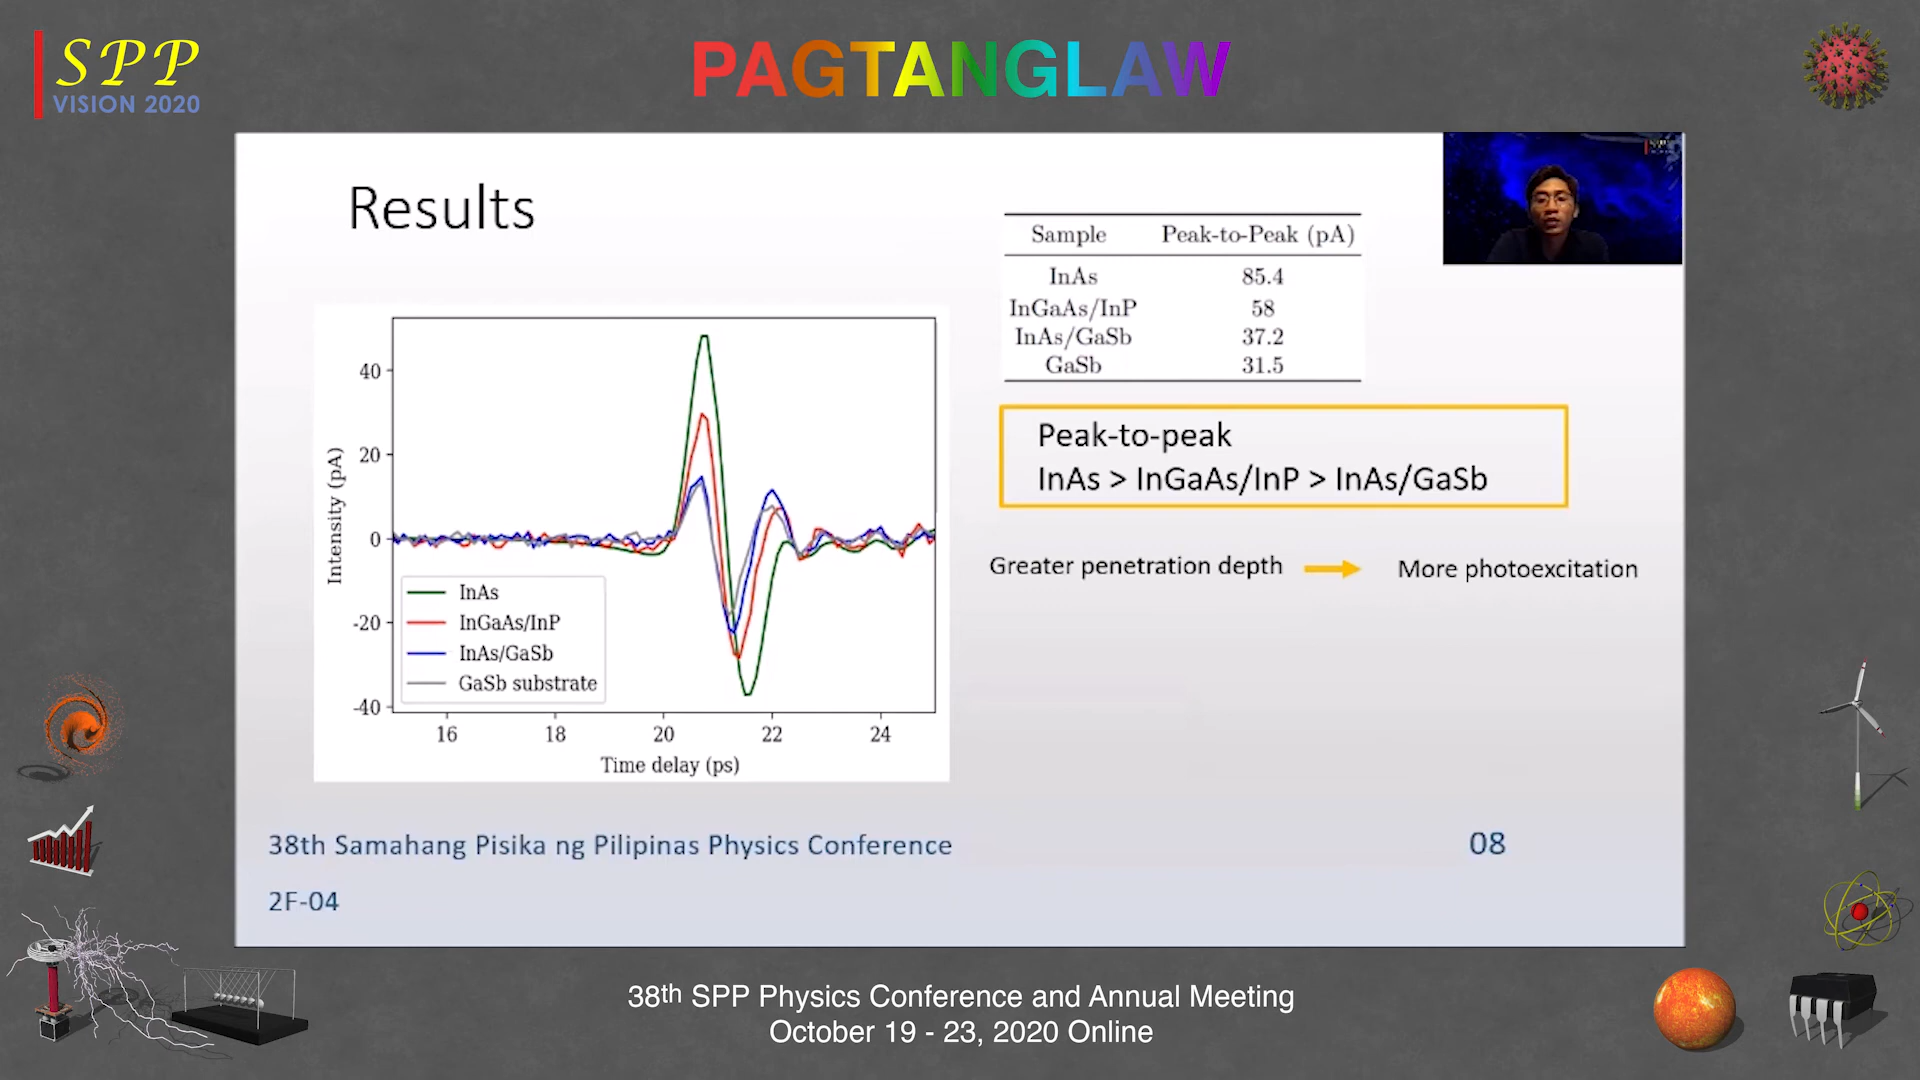 SPP
VISION 2020
PAGTANGLAW
Results
Sample Peak-to-Peak (pA)
InAs 85.4
InGaAs/InP 58
InAs/GaSb 37.2
GaSb 31.5
Peak-to-peak
InAs > InGaAs/InP > InAs/GaSb
Greater penetration depth
More photoexcitation
40
20
0
-20
-40
Intensity (pA)
InAs
InGaAs/InP
InAs/GaSb
GaSb substrate
16 18 20 22 24
Time delay (ps)
38th Samahang Pisika ng Pilipinas Physics Conference
08
2F-04
38th SPP Physics Conference and Annual Meeting
October 19 - 23, 2020 Online